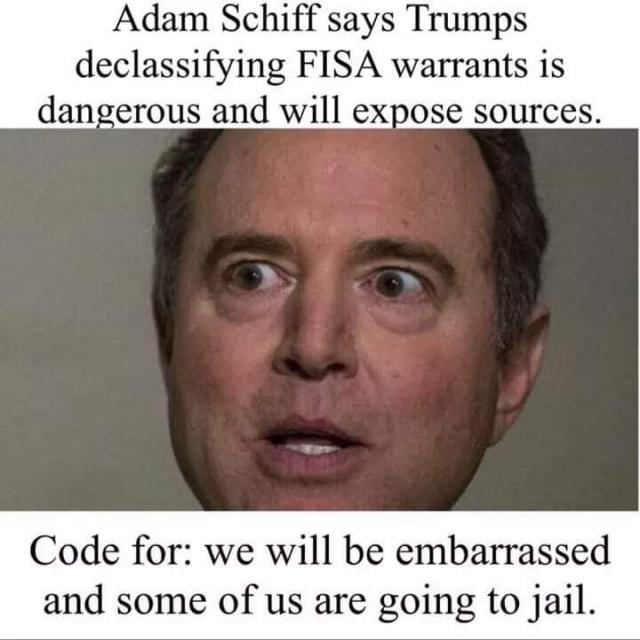 Adam Schiff says Trumps
declassifying FISA warrants is
dangerous and will expose sources.
Code for: we will be embarrassed
and some of us are going to jail.